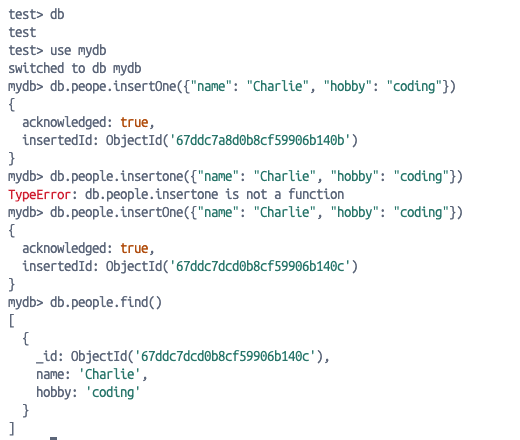 test> db
test
test> use mydb
switched to db mydb
mydb> db.peope.insertOne({"name": "Charlie", "hobby": "coding"})
{
  acknowledged: true,
  insertedId: ObjectId('67ddc7a8d0b8cf59906b140b')
}
mydb> db.people.insertone({"name": "Charlie", "hobby": "coding"})
TypeError: db.people.insertone is not a function
mydb> db.people.insertOne({"name": "Charlie", "hobby": "coding"})
{
  acknowledged: true,
  insertedId: ObjectId('67ddc7dcd0b8cf59906b140c')
}
mydb> db.people.find()
[
  {
    _id: ObjectId('67ddc7dcd0b8cf59906b140c'),
    name: 'Charlie',
    hobby: 'coding'
  }
]